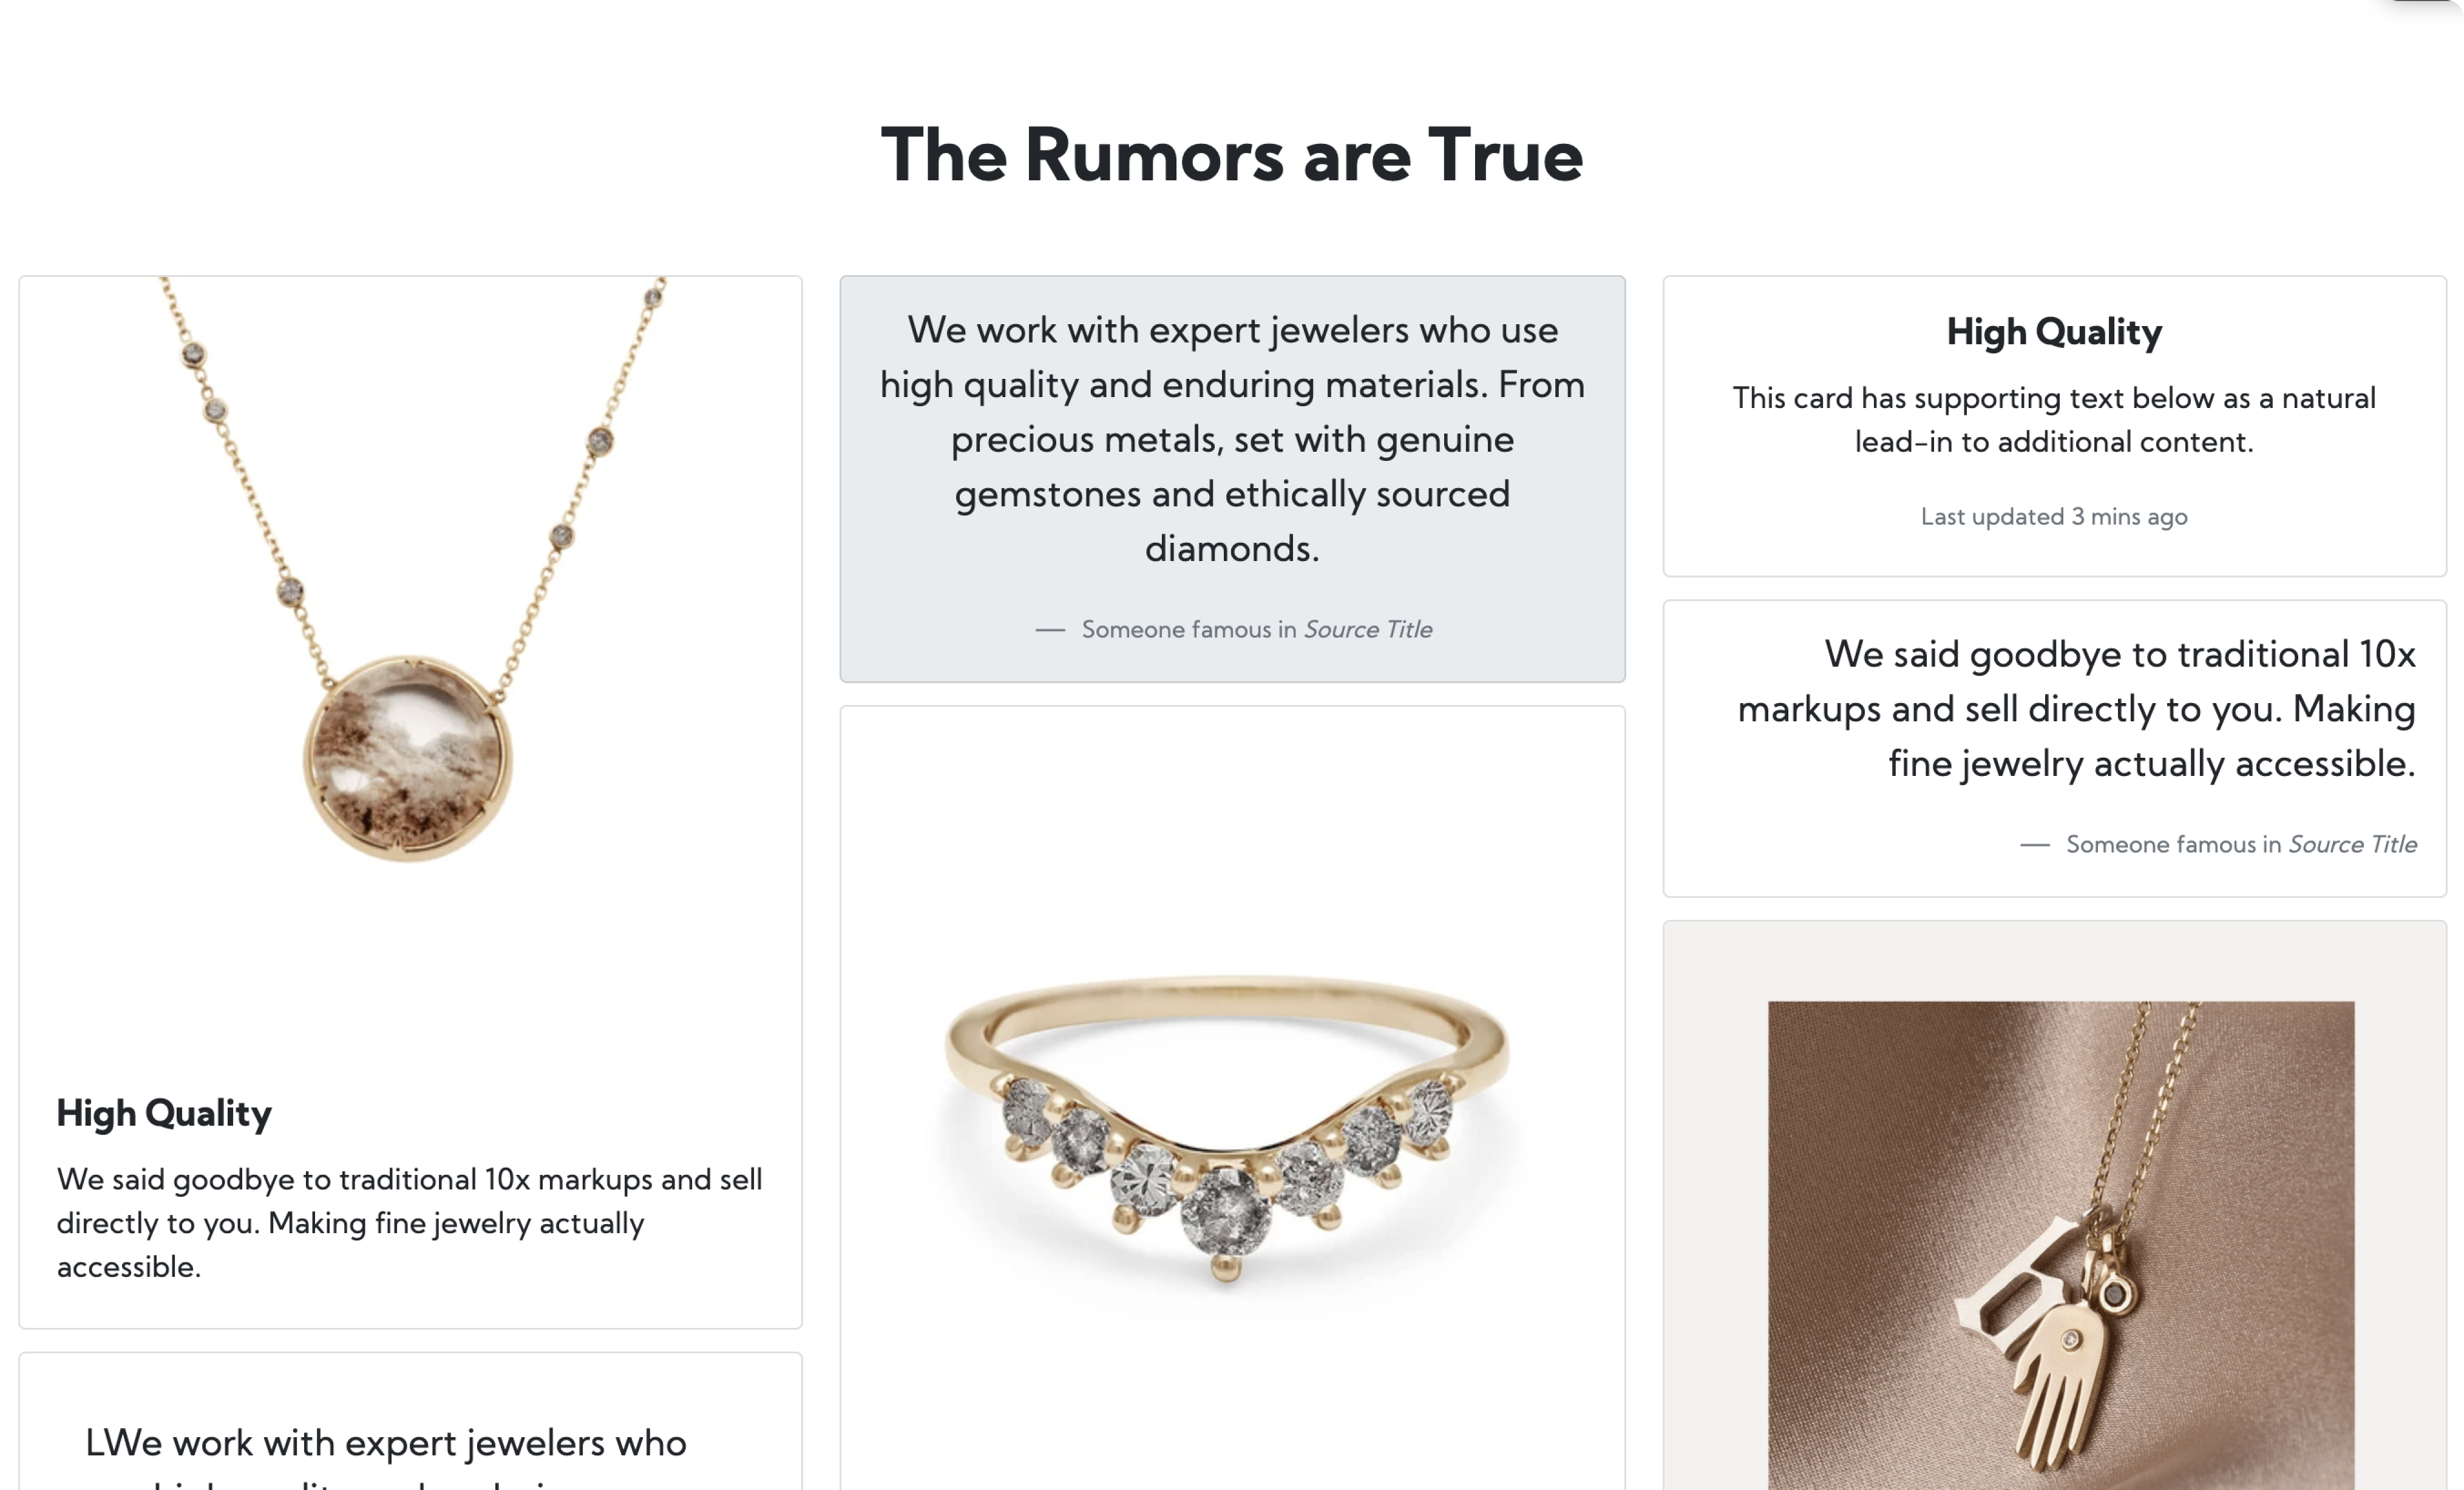 The Rumors are True
High Quality
We said goodbye to traditional 10x markups and sell
directly to you. Making fine jewelry actually
accessible.
LWe work with expert jewelers who
We work with expert jewelers who use
high quality and enduring materials. From
precious metals, set with genuine
gemstones and ethically sourced
diamonds.
— Someone famous in Source Title
High Quality
This card has supporting text below as a natural
lead-in to additional content.
Last updated 3 mins ago
We said goodbye to traditional 10x
markups and sell directly to you. Making
fine jewelry actually accessible.
— Someone famous in Source Title